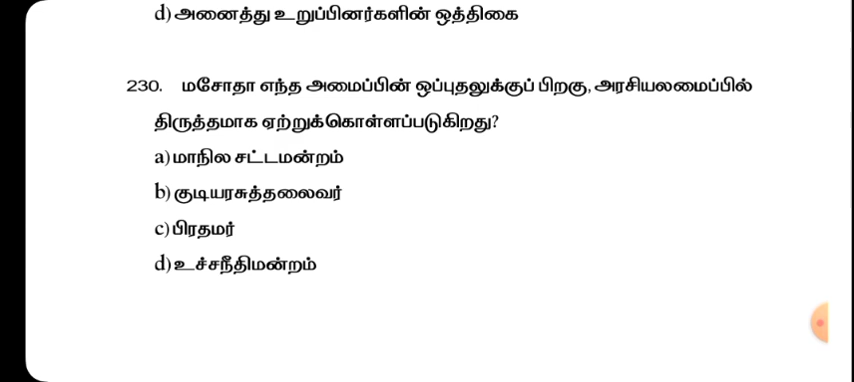 d) அனைத்து உறுப்பினர்களின் ஒத்திகை
230. மசோதா எந்த அமைப்பின் ஒப்புதலுக்குப் பிறகு, அரசியலமைப்பில்
திருத்தமாக ஏற்றுக்கொள்ளப்படுகிறது?
a) மாநில சட்டமன்றம்
b) குடியரசுத்தலைவர்
c) பிரதமர்
d) உச்சநீதிமன்றம்